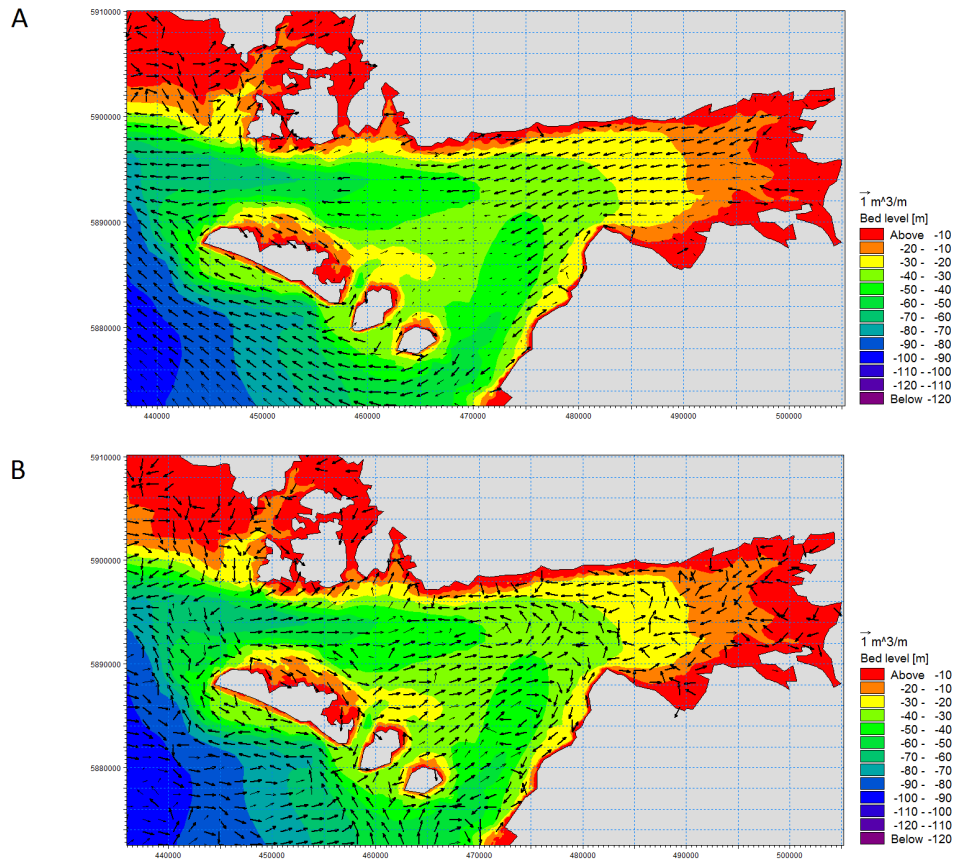 A
5910000
5900000
5890000
5880000
440000 450000 460000 470000 480000 490000 500000
1 m^3/m
Bed level [m]
Above -10
-20 - -10
-30 - -20
-40 - -30
-50 - -40
-60 - -50
-70 - -60
-80 - -70
-90 - -80
-100 - -90
-110 - -100
-120 - -110
Below -120
B
5910000
5900000
5890000
5880000
440000 450000 460000 470000 480000 490000 500000
1 m^3/m
Bed level [m]
Above -10
-20 - -10
-30 - -20
-40 - -30
-50 - -40
-60 - -50
-70 - -60
-80 - -70
-90 - -80
-100 - -90
-110 - -100
-120 - -110
Below -120